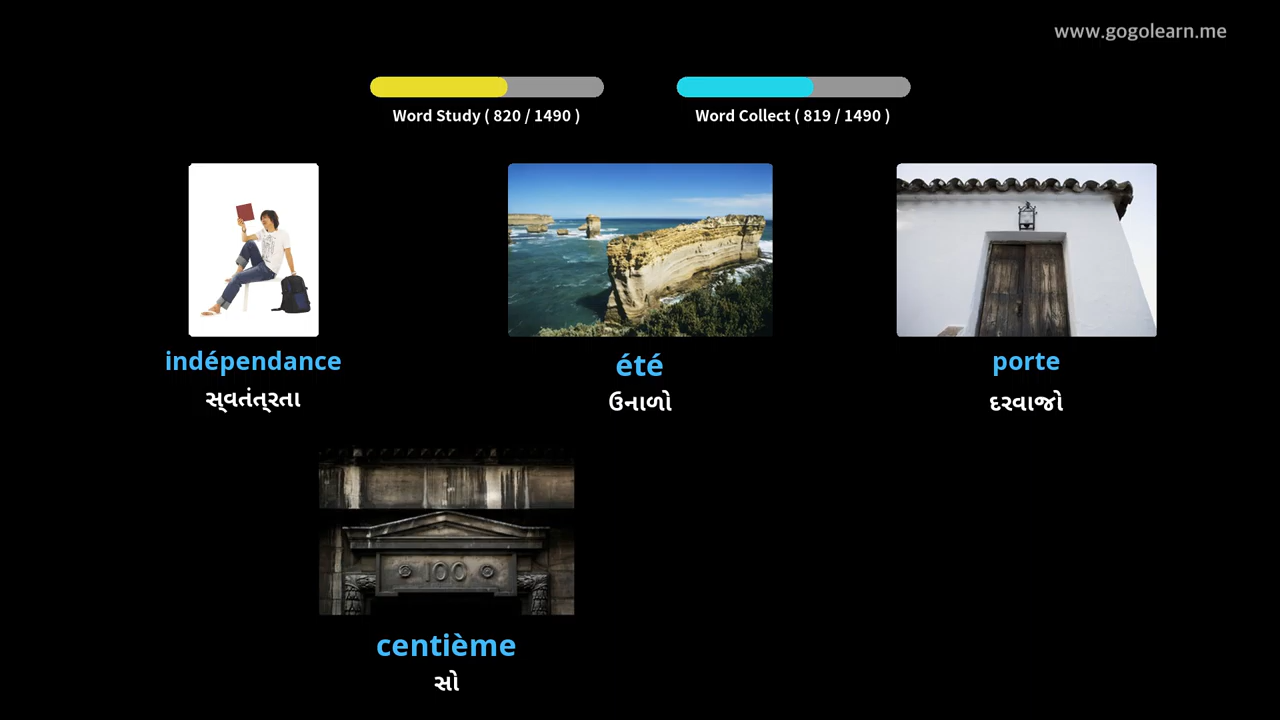 www.gogolearn.me
Word Study ( 820 / 1490 )
Word Collect ( 819 / 1490 )
indépendance
સ્વતંત્રતા
été
ઉનાળો
porte
દરવાજો
100
centième
સો